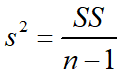 s² = SS / n − 1